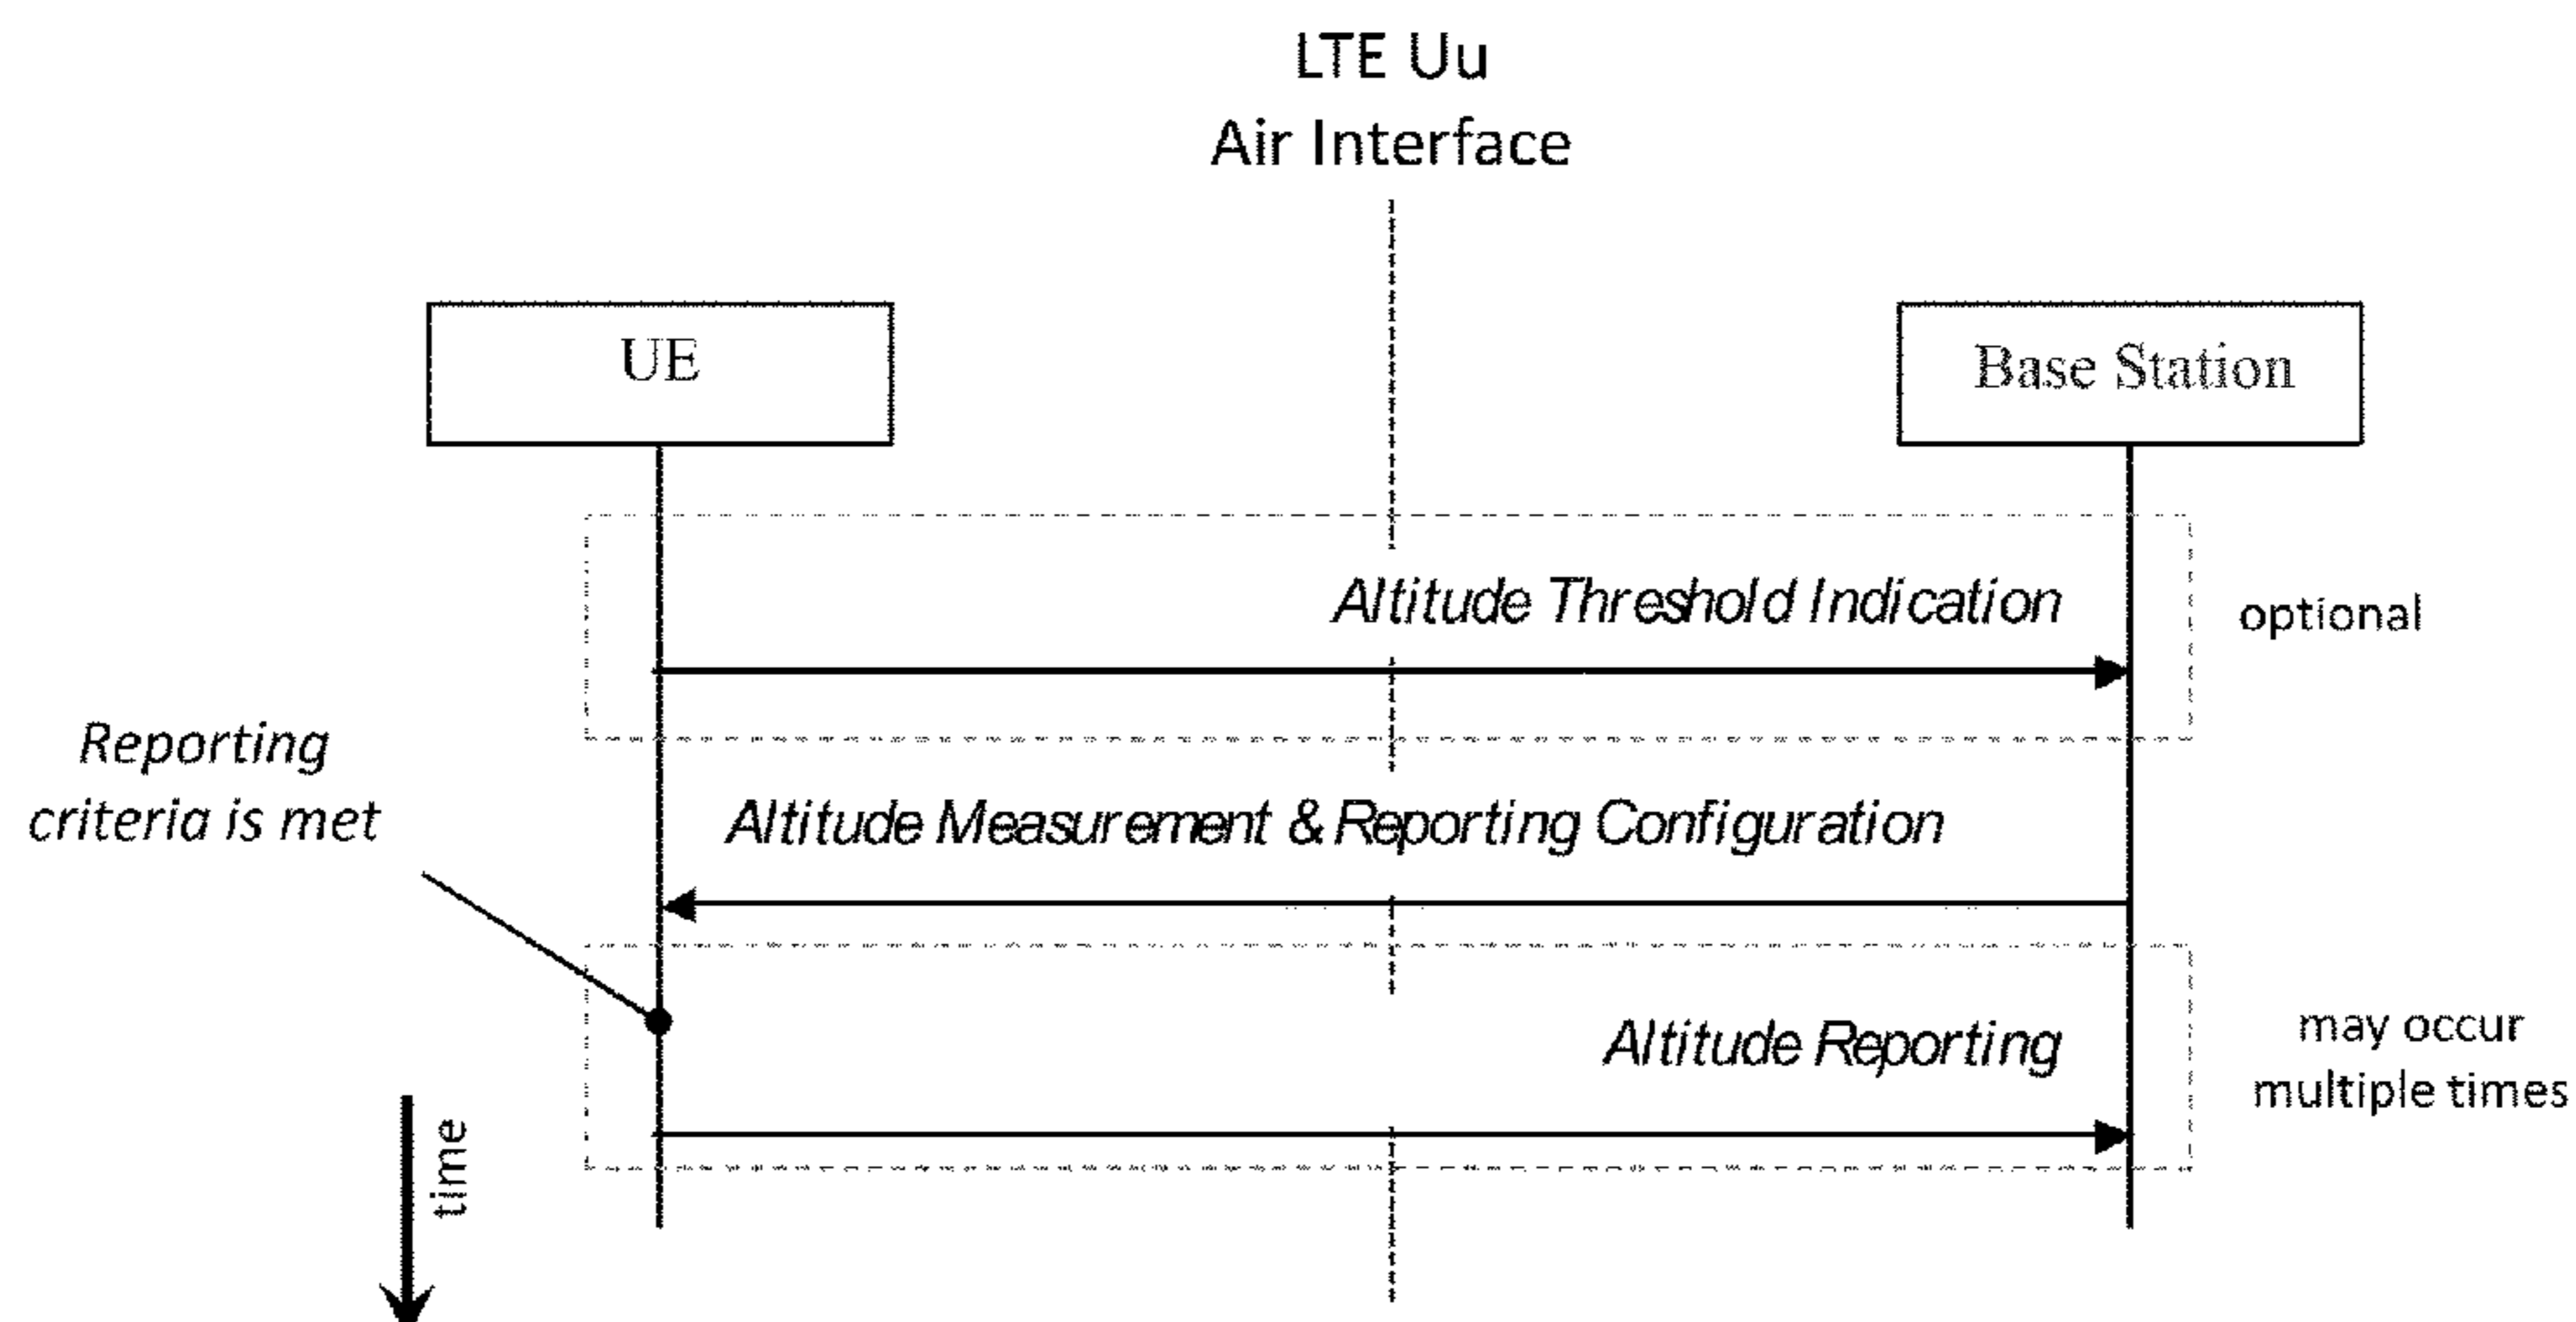 LTE Uu
Air Interface
UE
Base Station
Altitude Threshold Indication
optional
Reporting
criteria is met
Altitude Measurement & Reporting Configuration
Altitude Reporting
may occur
multiple times
time